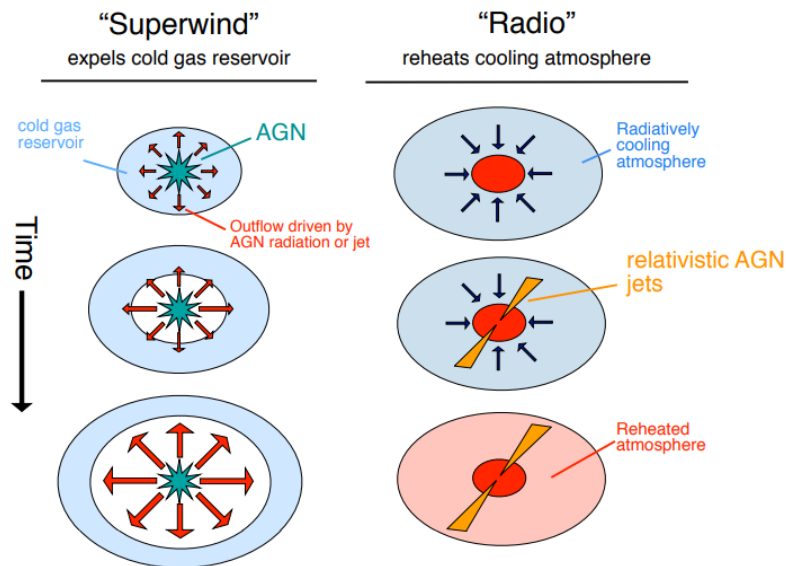 “Superwind”
expels cold gas reservoir
“Radio”
reheats cooling atmosphere
cold gas
reservoir
AGN
Outflow driven by
AGN radiation or jet
Radiatively
cooling
atmosphere
Time
relativistic AGN
jets
Reheated
atmosphere